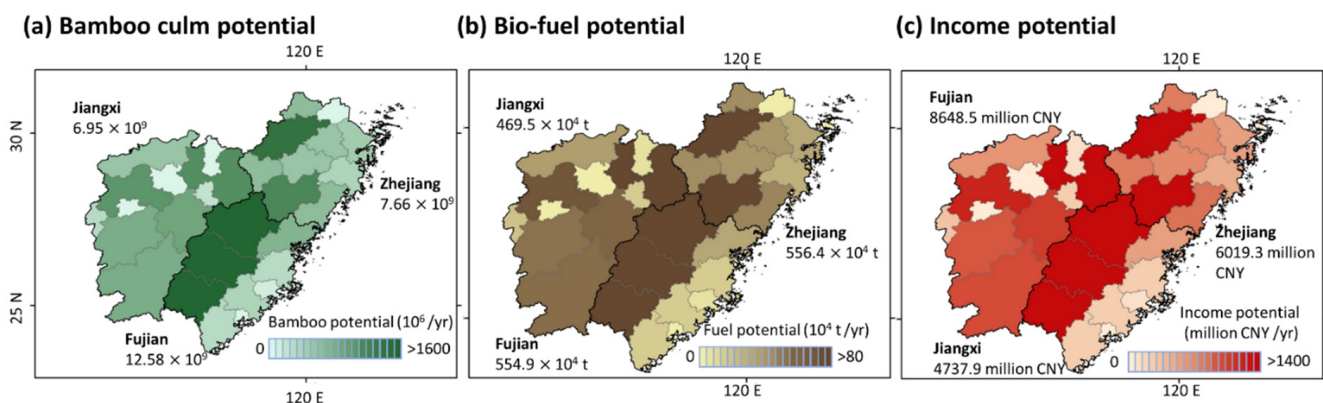 (a) Bamboo culm potential
120 E
30 N
25 N
Jiangxi
6.95 × 10⁹
Zhejiang
7.66 × 10⁹
Fujian
12.58 × 10⁹
Bamboo potential (10⁶ /yr)
0
>1600
120 E
(b) Bio-fuel potential
120 E
Jiangxi
469.5 × 10⁴ t
Zhejiang
556.4 × 10⁴ t
Fujian
554.9 × 10⁴ t
Fuel potential (10⁴ t/yr)
0
>80
120 E
(c) Income potential
120 E
Fujian
8648.5 million CNY
Zhejiang
6019.3 million
CNY
Jiangxi
4737.9 million CNY
Income potential
(million CNY /yr)
0
>1400
120 E